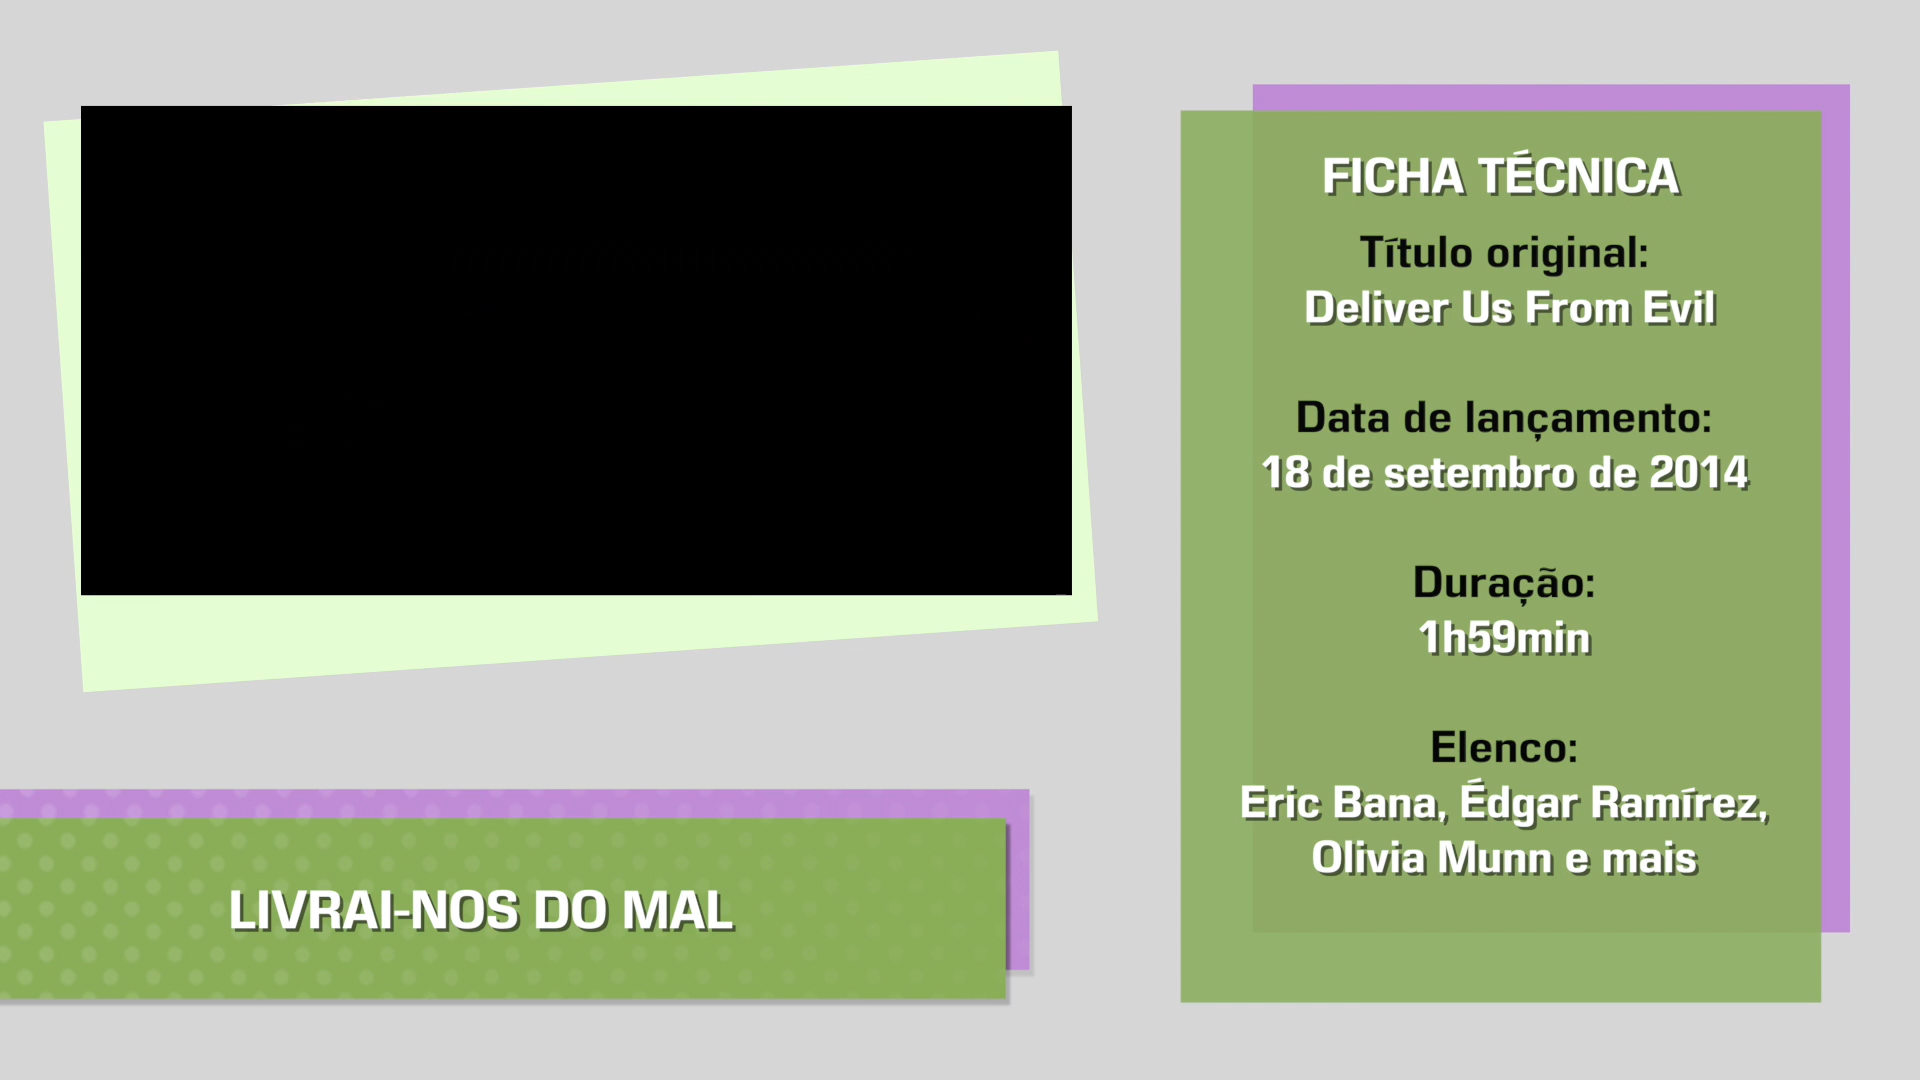 FICHA TÉCNICA
Título original:
Deliver Us From Evil
Data de lançamento:
18 de setembro de 2014
Duração:
1h59min
Elenco:
Eric Bana, Édgar Ramírez,
Olivia Munn e mais
LIVRAI-NOS DO MAL